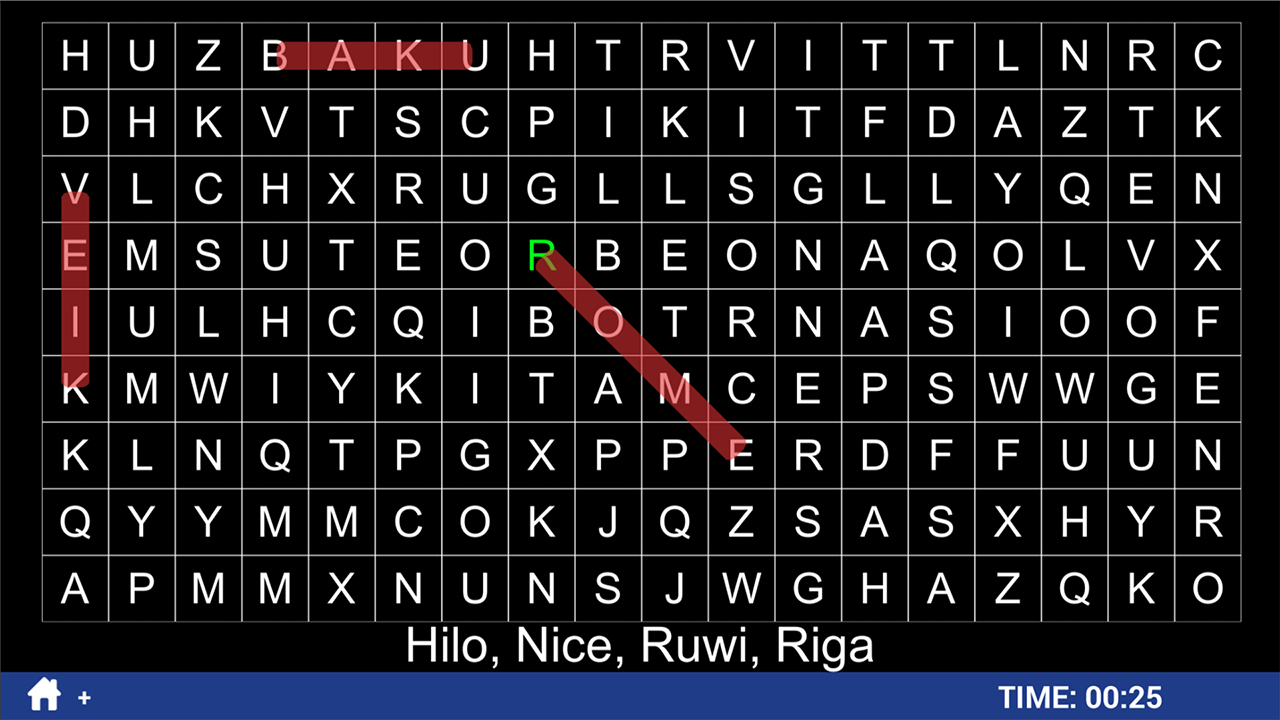 H U Z B A K U H T R V I T T L N R C
D H K V T S C P I K I T F D A Z T K
V L C H X R U G L L S G L L Y Q E N
E M S U T E O R B E O N A Q O L V X
I U L H C Q I B O T R N A S I O O F
K M W I Y K I T A M C E P S W W G E
K L N Q T P G X P P E R D F F U U N
Q Y Y M M C O K J Q Z S A S X H Y R
A P M M X N U N S J W G H A Z Q K O
Hilo, Nice, Ruwi, Riga
+ TIME: 00:25